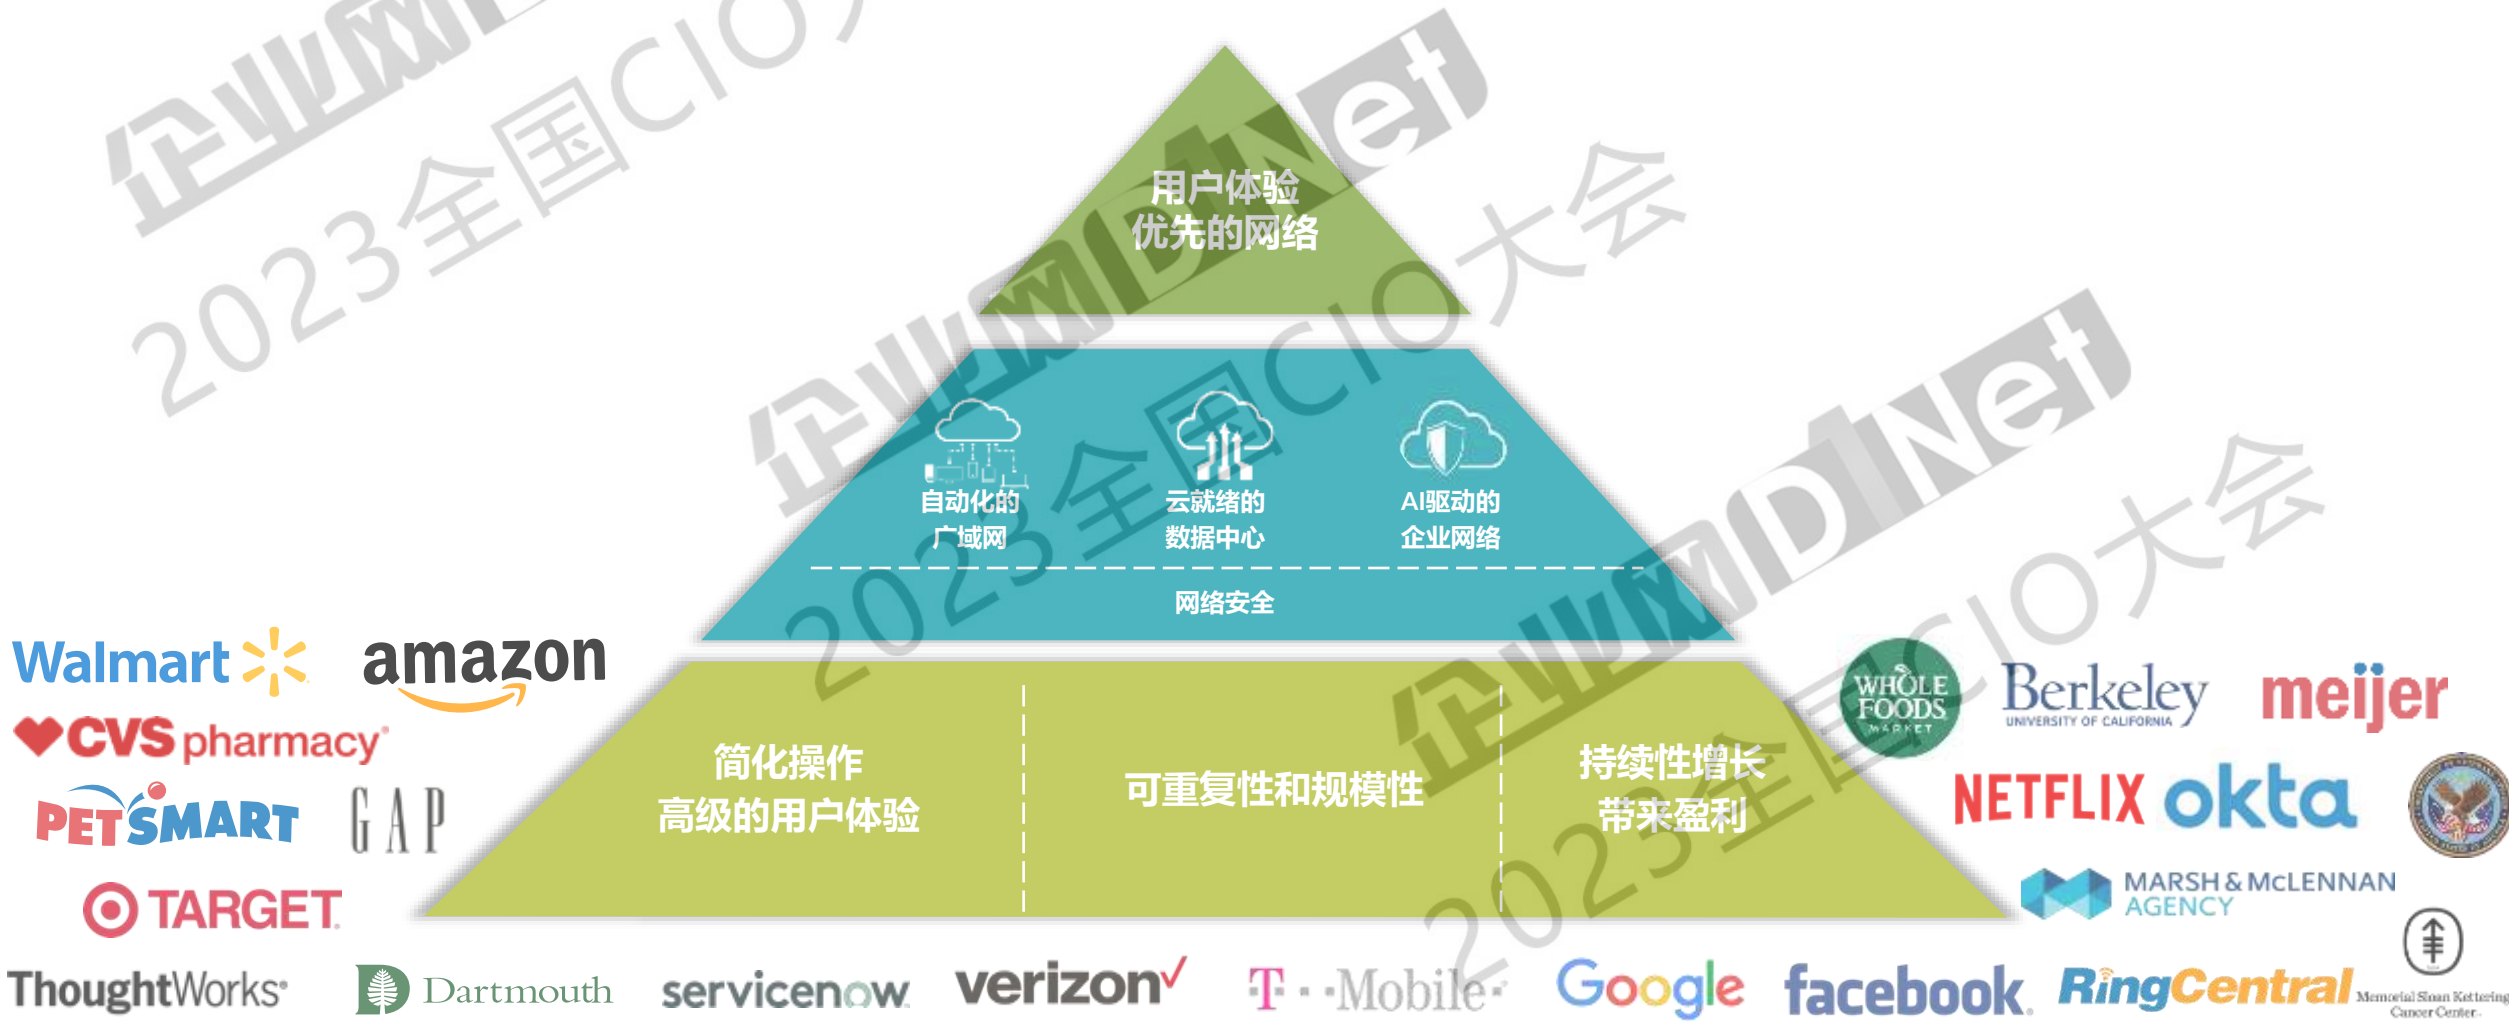 企业网D1Net
2023全国CIO大会
用户体验
优先的网络
自动化的
广域网
云就绪的
数据中心
AI驱动的
企业网络
网络安全
简化操作
高级的用户体验
可重复性和规模性
持续性增长
带来盈利
Walmart
amazon
CVS pharmacy
PETSMART
GAP
TARGET
ThoughtWorks
Dartmouth
servicenow
verizon
T··Mobile·
Google
facebook
RingCentral
Memorial Sloan Kettering
Cancer Center
WHOLE
FOODS
MARKET
Berkeley
UNIVERSITY OF CALIFORNIA
meijer
NETFLIX
okta
MARSH & McLENNAN
AGENCY
企业网D1Net
2023全国CIO大会
企业网
2023全国CIO大